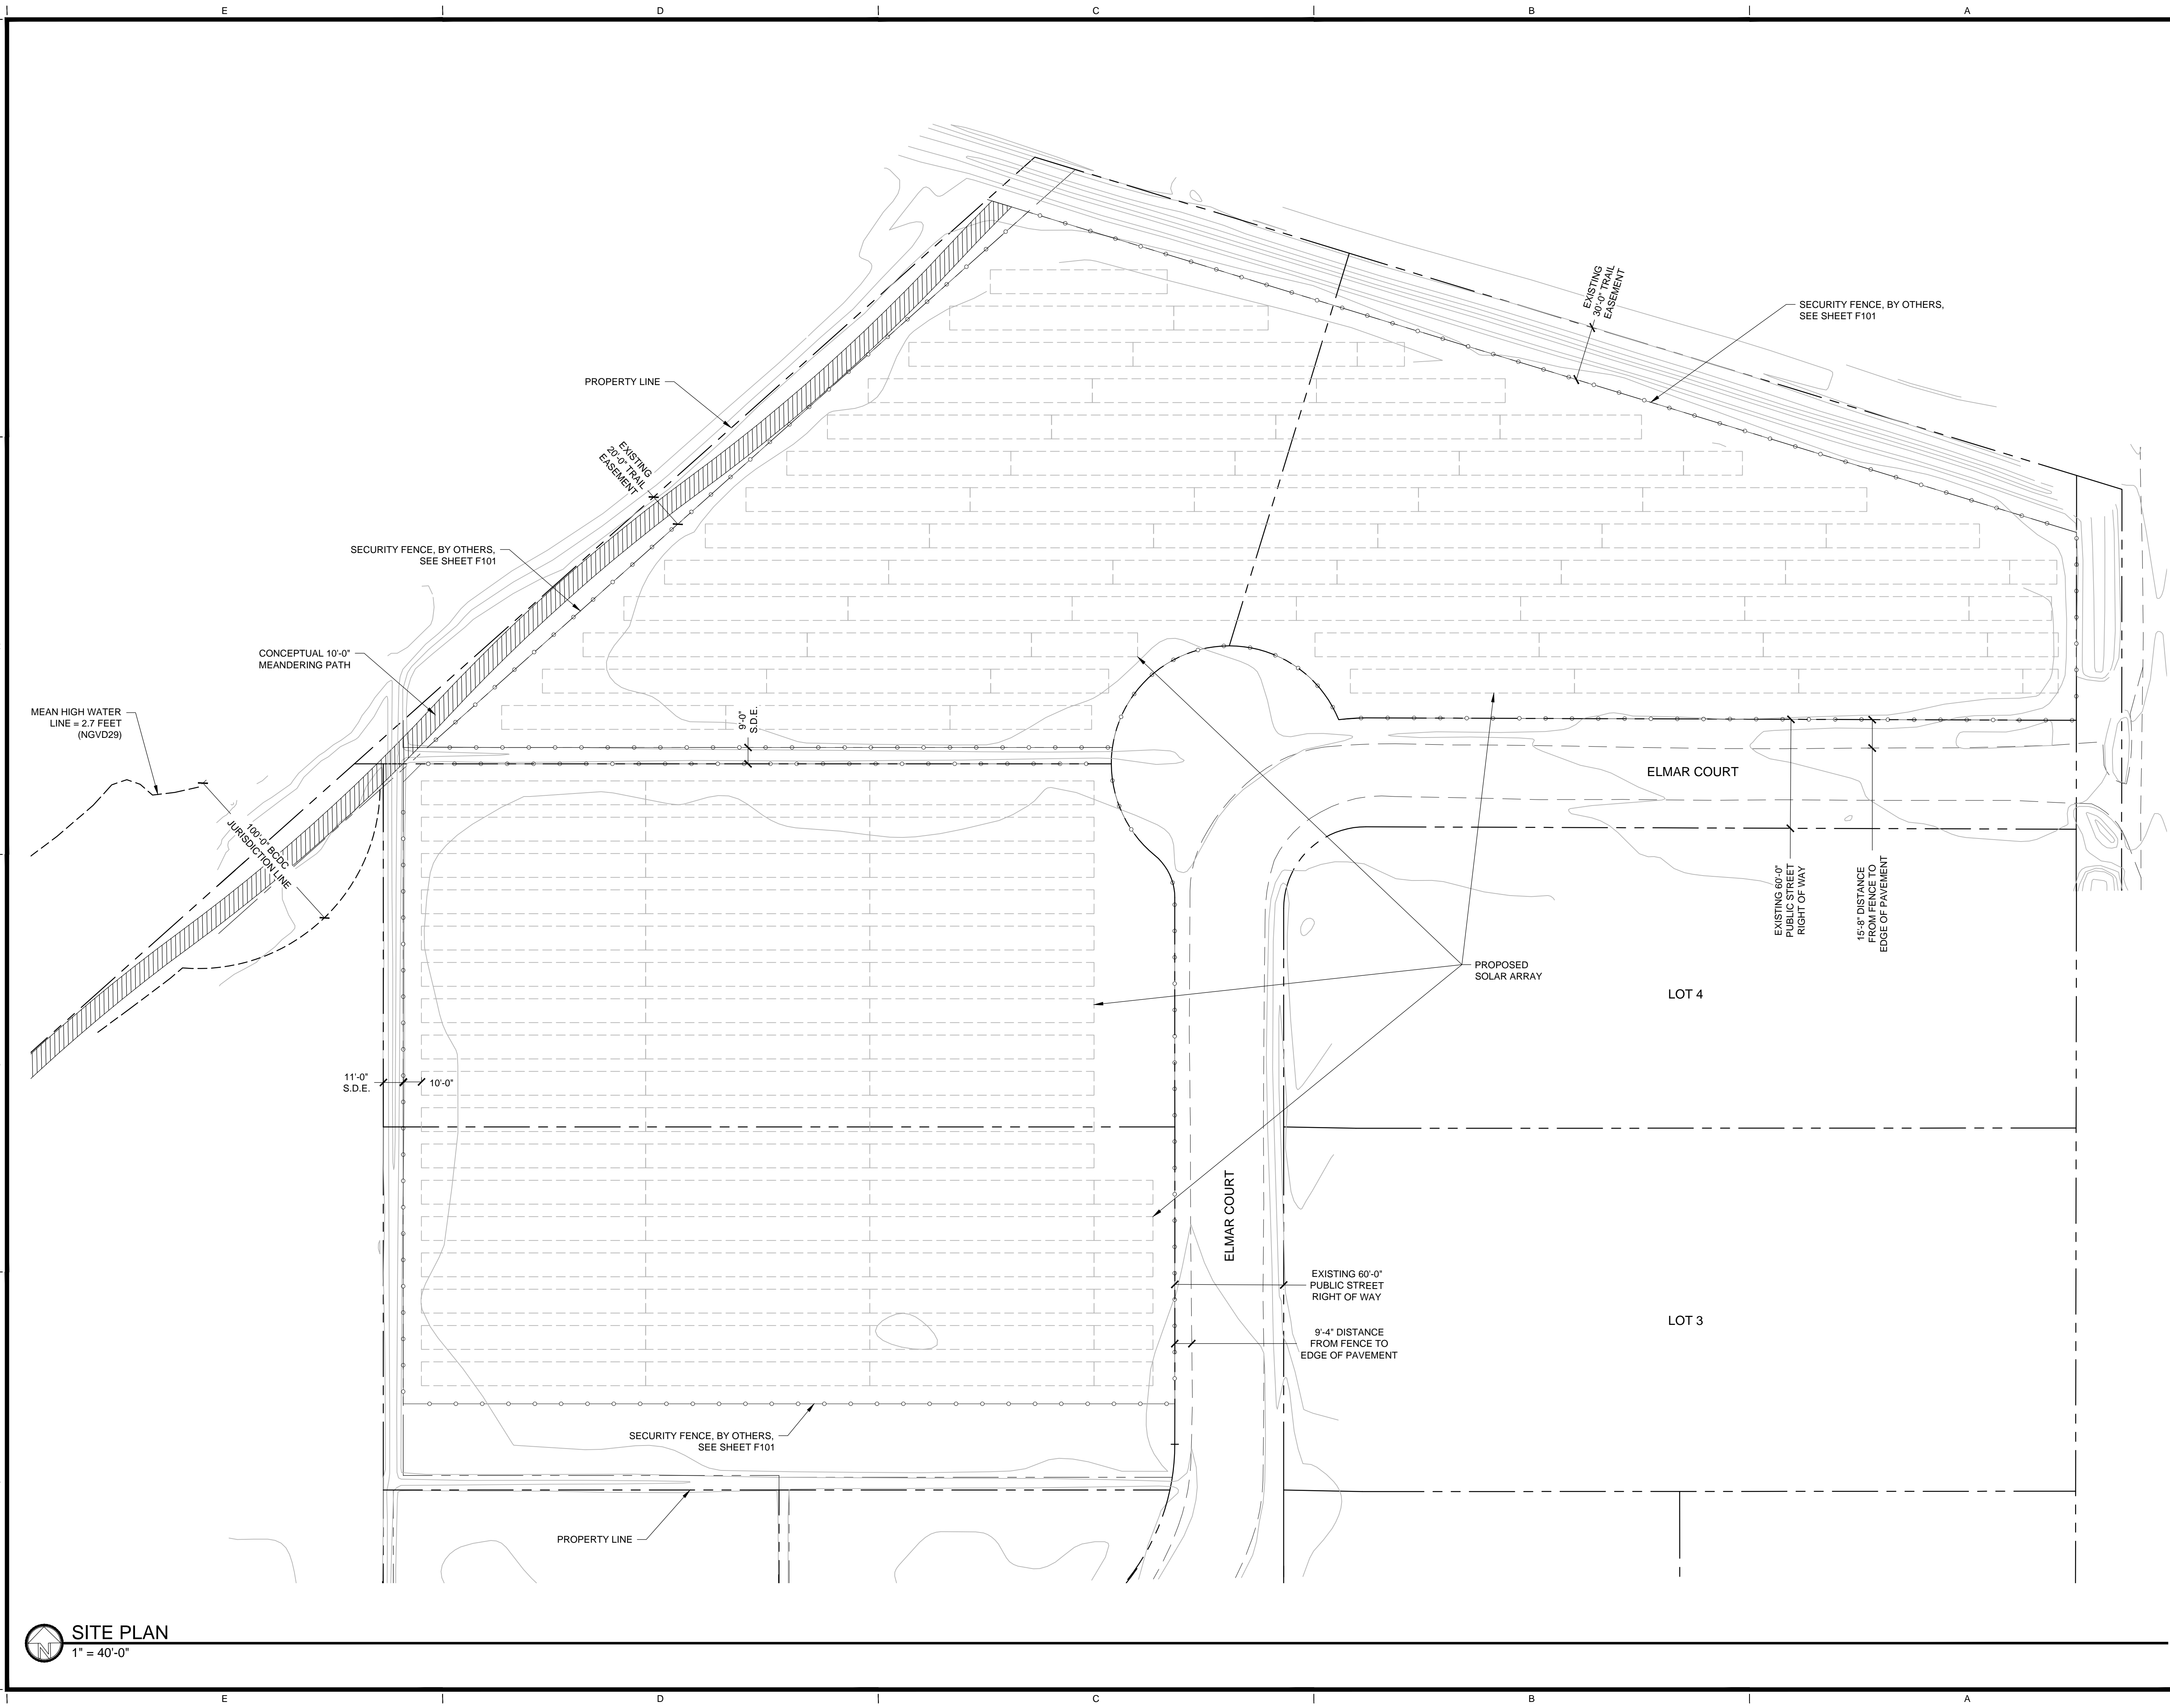 E
D
C
B
A
EXISTING
30'-0" TRAIL
EASEMENT
SECURITY FENCE, BY OTHERS,
SEE SHEET F101
PROPERTY LINE
EXISTING
20'-0" TRAIL
EASEMENT
SECURITY FENCE, BY OTHERS,
SEE SHEET F101
CONCEPTUAL 10'-0"
MEANDERING PATH
MEAN HIGH WATER
LINE = 2.7 FEET
(NGVD29)
9'-0"
S.D.E.
ELMAR COURT
100'-0" BCDC
JURISDICTION LINE
EXISTING 60'-0"
PUBLIC STREET
RIGHT OF WAY
15'-8" DISTANCE
FROM FENCE TO
EDGE OF PAVEMENT
PROPOSED
SOLAR ARRAY
LOT 4
11'-0"
S.D.E.
10'-0"
ELMAR COURT
EXISTING 60'-0"
PUBLIC STREET
RIGHT OF WAY
LOT 3
9'-4" DISTANCE
FROM FENCE TO
EDGE OF PAVEMENT
SECURITY FENCE, BY OTHERS,
SEE SHEET F101
PROPERTY LINE
N
SITE PLAN
1" = 40'-0"
E
D
C
B
A